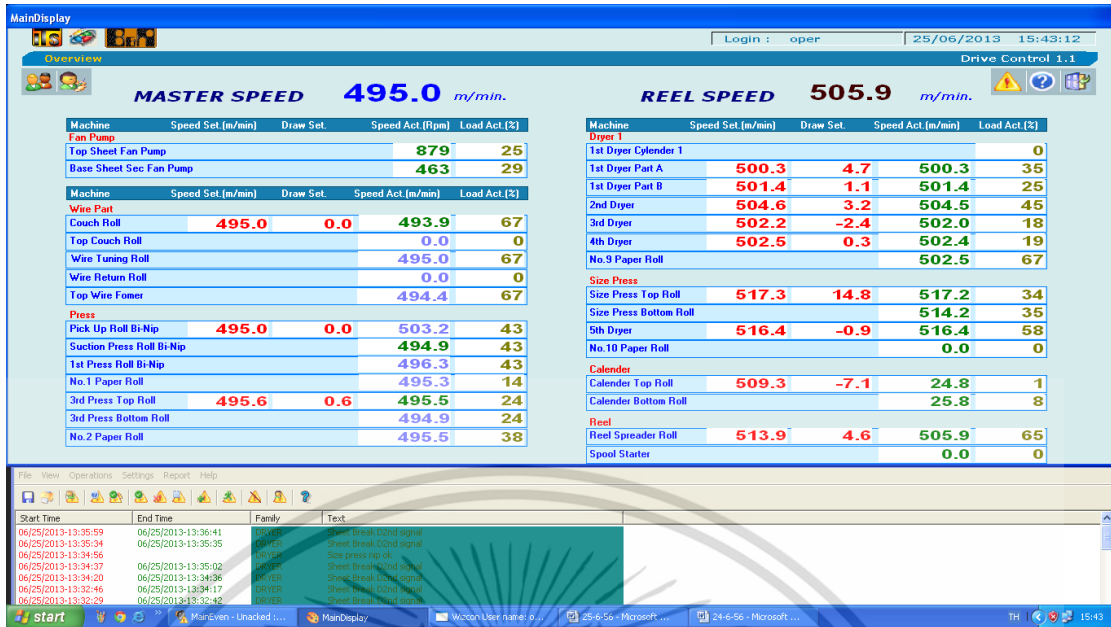 MainDisplay
Login : oper 25/06/2013 15:43:12
Overview Drive Control 1.1
MASTER SPEED 495.0 m/min.
REEL SPEED 505.9 m/min.
Machine Speed Set.(m/min) Draw Set. Speed Act.(Rpm) Load Act.(%)
Fan Pump
Top Sheet Fan Pump 879 25
Base Sheet Sec Fan Pump 463 29
Machine Speed Set.(m/min) Draw Set. Speed Act.(m/min) Load Act.(%)
Wire Part
Couch Roll 495.0 0.0 493.9 67
Top Couch Roll 0.0 0
Wire Tuning Roll 495.0 67
Wire Return Roll 0.0 0
Top Wire Fomer 494.4 67
Press
Pick Up Roll Bi-Nip 495.0 0.0 503.2 43
Suction Press Roll Bi-Nip 494.9 43
1st Press Roll Bi-Nip 496.3 43
No.1 Paper Roll 495.3 14
3rd Press Top Roll 495.6 0.6 495.5 24
3rd Press Bottom Roll 494.9 24
No.2 Paper Roll 495.5 38
Machine Speed Set.(m/min) Draw Set. Speed Act.(m/min) Load Act.(%)
Dryer 1
1st Dryer Cylender 1 0
1st Dryer Part A 500.3 4.7 500.3 35
1st Dryer Part B 501.4 1.1 501.4 25
2nd Dryer 504.6 3.2 504.5 45
3rd Dryer 502.2 -2.4 502.0 18
4th Dryer 502.5 0.3 502.4 19
No.9 Paper Roll 502.5 67
Size Press
Size Press Top Roll 517.3 14.8 517.2 34
Size Press Bottom Roll 514.2 35
5th Dryer 516.4 -0.9 516.4 58
No.10 Paper Roll 0.0 0
Calender
Calender Top Roll 509.3 -7.1 24.8 1
Calender Bottom Roll 25.8 8
Reel
Reel Spreader Roll 513.9 4.6 505.9 65
Spool Starter 0.0 0
File View Operations Settings Report Help
Start Time End Time Family Text
06/25/2013-13:35:59 06/25/2013-13:36:41 DRYER Sheet Break D2nd signal
06/25/2013-13:35:34 06/25/2013-13:35:35 DRYER Sheet Break D2nd signal
06/25/2013-13:34:56 DRYER Size press nip ok
06/25/2013-13:34:37 06/25/2013-13:35:02 DRYER Sheet Break D2nd signal
06/25/2013-13:34:20 06/25/2013-13:34:36 DRYER Sheet Break D2nd signal
06/25/2013-13:32:46 06/25/2013-13:34:17 DRYER Sheet Break D2nd signal
06/25/2013-13:32:29 06/25/2013-13:32:42 DRYER Sheet Break D2nd signal
start MainEven - Unacked :... MainDisplay Wizcon User name: o... 25-6-56 - Microsoft ... 24-6-56 - Microsoft ... TH 15:43